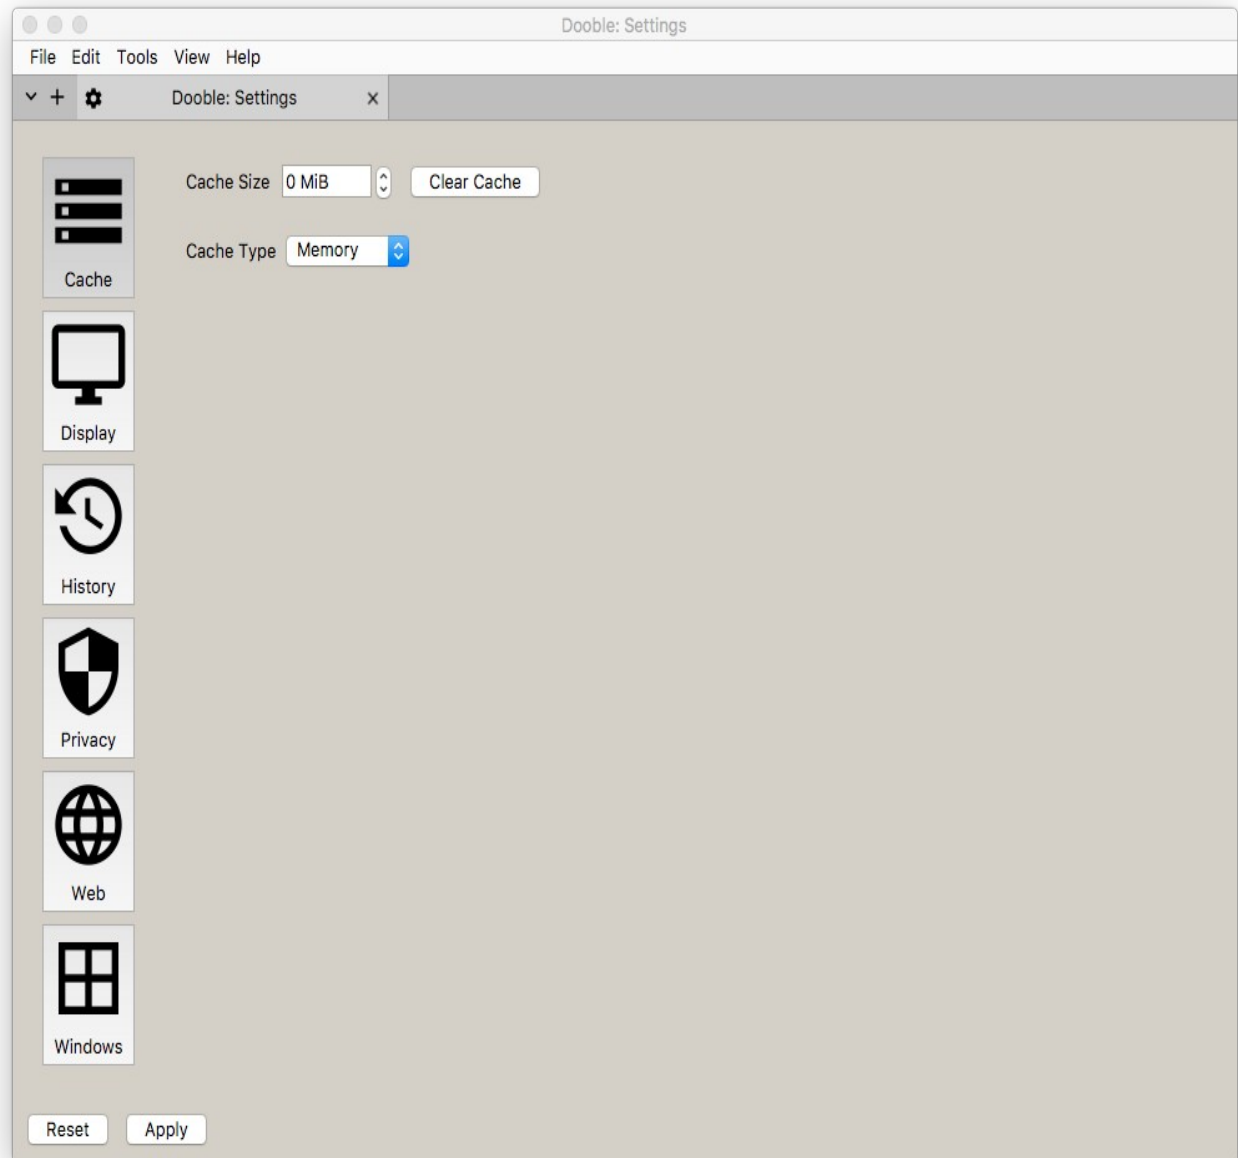 Dooble: Settings
File Edit Tools View Help
Dooble: Settings
Cache Size 0 MiB Clear Cache
Cache Type Memory
Cache
Display
History
Privacy
Web
Windows
Reset Apply